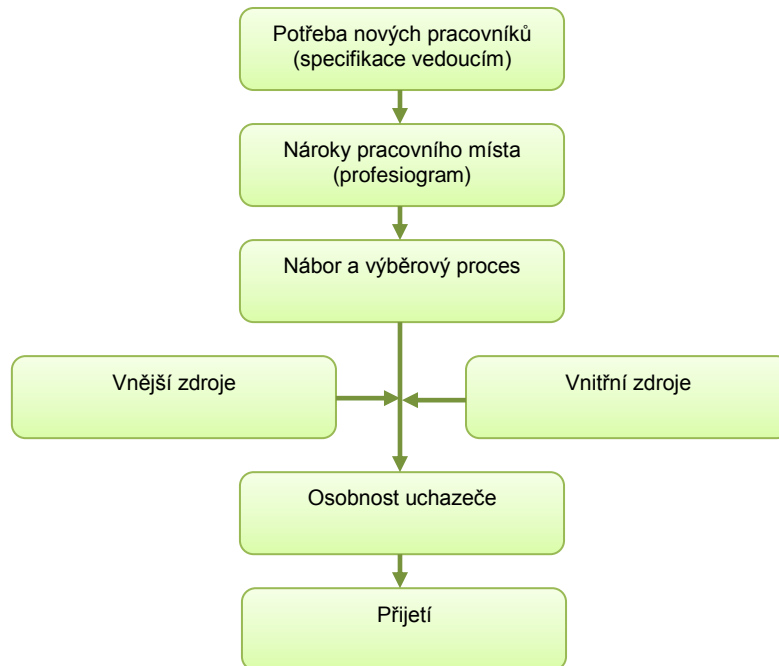 Potřeba nových pracovníků
(specifikace vedoucím)
Nároky pracovního místa
(profesiogram)
Nábor a výběrový proces
Vnější zdroje
Vnitřní zdroje
Osobnost uchazeče
Přijetí